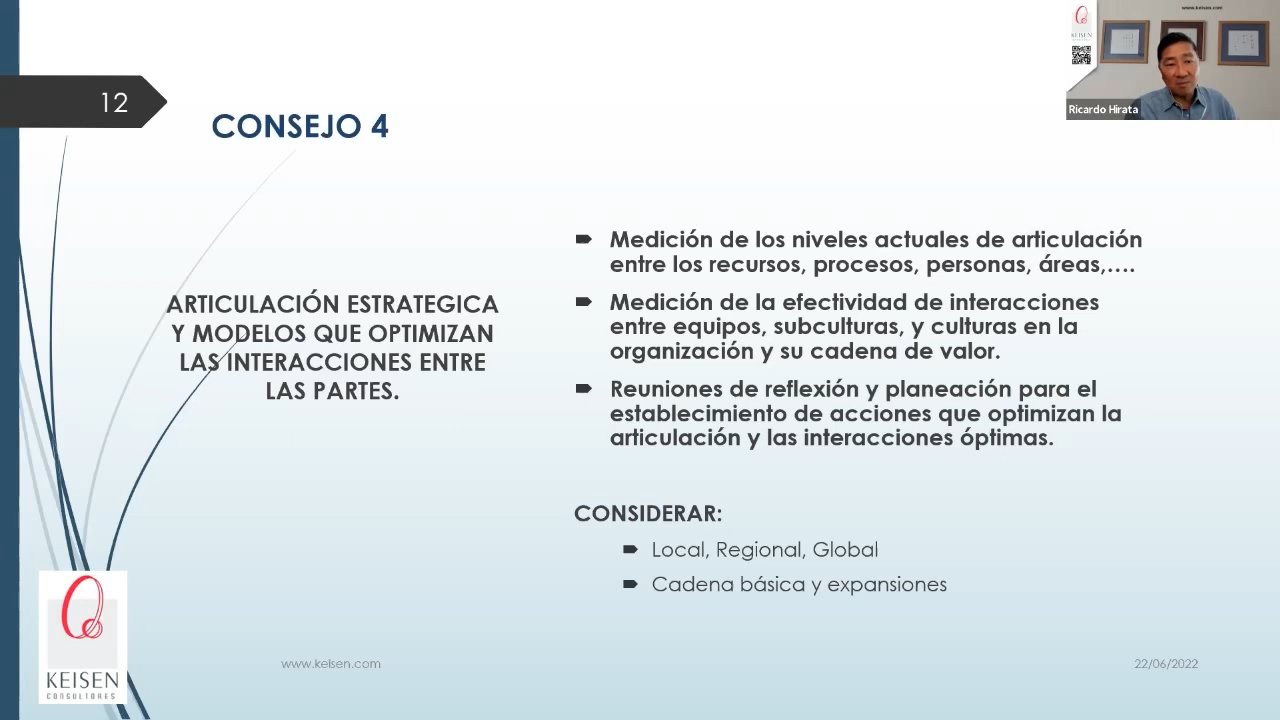 www.keisen.com
KEISEN
Ricardo Hirata
12
CONSEJO 4
ARTICULACIÓN ESTRATEGICA
Y MODELOS QUE OPTIMIZAN
LAS INTERACCIONES ENTRE
LAS PARTES.
Medición de los niveles actuales de articulación
entre los recursos, procesos, personas, áreas,….
Medición de la efectividad de interacciones
entre equipos, subculturas, y culturas en la
organización y su cadena de valor.
Reuniones de reflexión y planeación para el
establecimiento de acciones que optimizan la
articulación y las interacciones óptimas.
CONSIDERAR:
Local, Regional, Global
Cadena básica y expansiones
KEISEN
CONSULTORES
www.keisen.com
22/06/2022